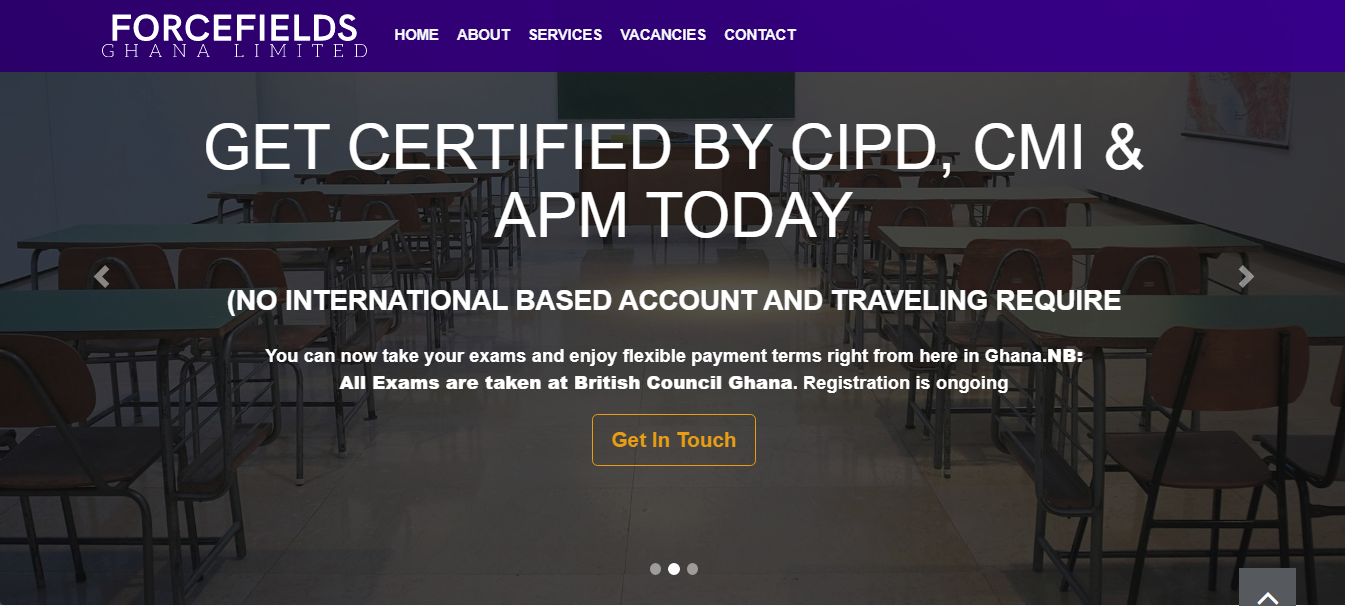 FORCEFIELDS
GHANA LIMITED
HOME ABOUT SERVICES VACANCIES CONTACT
GET CERTIFIED BY CIPD, CMI &
APM TODAY
(NO INTERNATIONAL BASED ACCOUNT AND TRAVELING REQUIRE
You can now take your exams and enjoy flexible payment terms right from here in Ghana.NB:
All Exams are taken at British Council Ghana. Registration is ongoing
Get In Touch